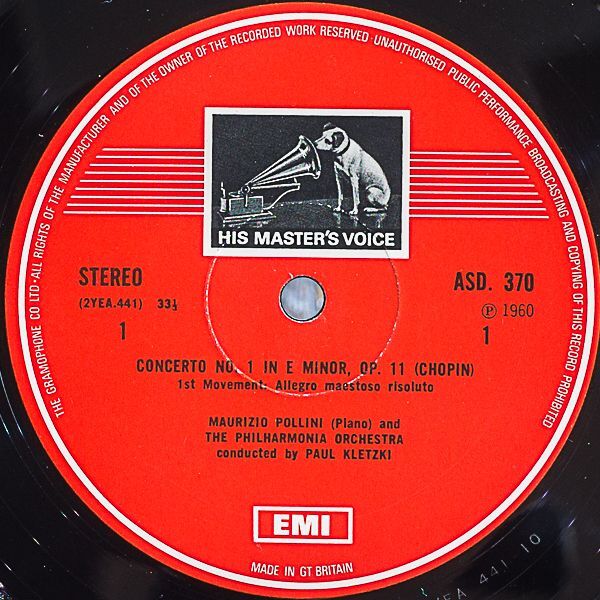 THE GRAMOPHONE CO LTD · ALL RIGHTS OF THE MANUFACTURER AND OF THE OWNER OF THE RECORDED WORK RESERVED · UNAUTHORISED PUBLIC PERFORMANCE BROADCASTING AND COPYING OF THIS RECORD PROHIBITED
HIS MASTER'S VOICE
STEREO
(2YEA.441) 33⅓
1
ASD. 370
Ⓟ 1960
1
CONCERTO NO. 1 IN E MINOR, OP. 11 (CHOPIN)
1st Movement: Allegro maestoso risoluto
MAURIZIO POLLINI (Piano) and
THE PHILHARMONIA ORCHESTRA
conducted by PAUL KLETZKI
EMI
MADE IN GT BRITAIN
441-10